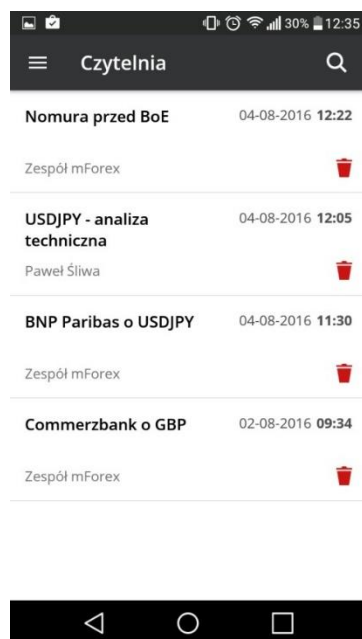 30% 12:35
Czytelnia
Nomura przed BoE 04-08-2016 12:22
Zespół mForex
USDJPY - analiza 04-08-2016 12:05
techniczna
Paweł Śliwa
BNP Paribas o USDJPY 04-08-2016 11:30
Zespół mForex
Commerzbank o GBP 02-08-2016 09:34
Zespół mForex